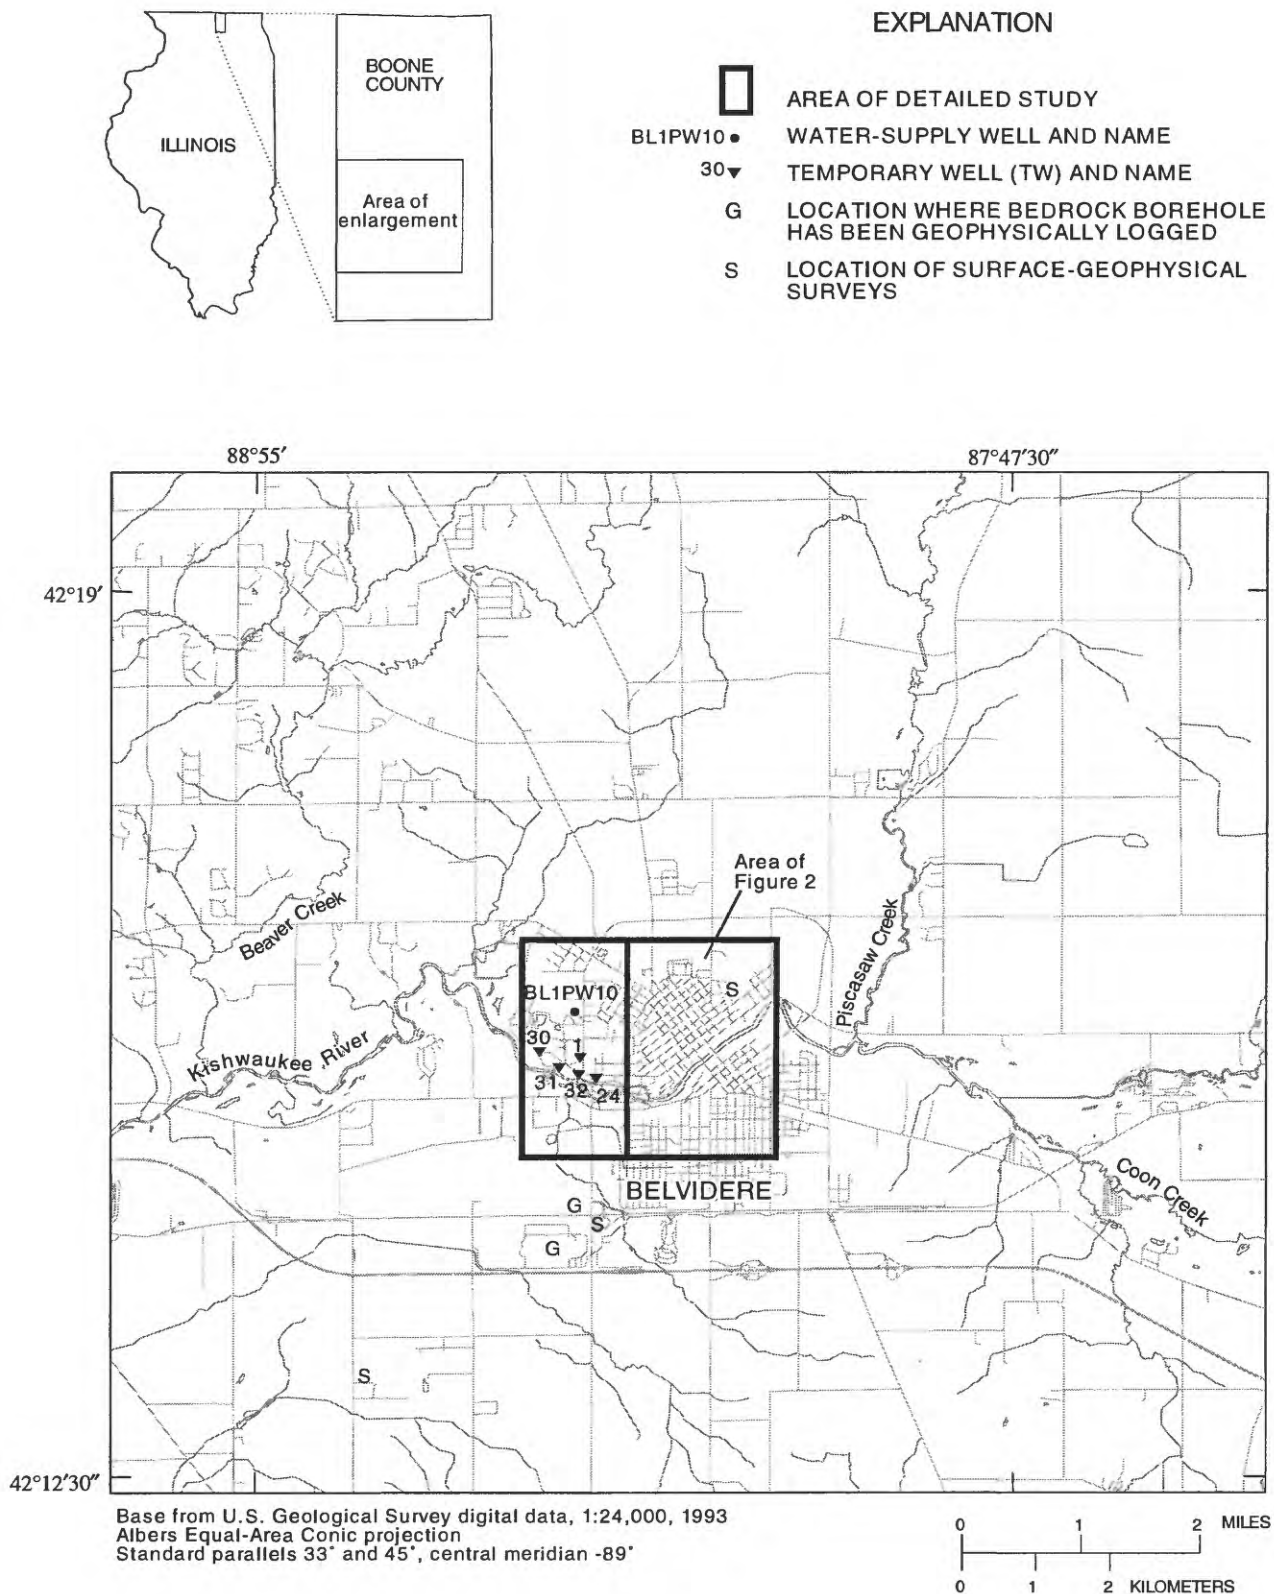 EXPLANATION
BOONE
COUNTY
ILLINOIS
Area of
enlargement
AREA OF DETAILED STUDY
BL1PW10 WATER-SUPPLY WELL AND NAME
30 TEMPORARY WELL (TW) AND NAME
G LOCATION WHERE BEDROCK BOREHOLE
HAS BEEN GEOPHYSICALLY LOGGED
S LOCATION OF SURFACE-GEOPHYSICAL
SURVEYS
88°55′ 87°47′30″
42°19′
Area of
Figure 2
Beaver Creek
Piscasaw Creek
S
BL1PW10
Kishwaukee River
30
1
31
32
24
BELVIDERE
Coon Creek
G
S
G
S
42°12′30″
Base from U.S. Geological Survey digital data, 1:24,000, 1993
Albers Equal-Area Conic projection
Standard parallels 33° and 45°, central meridian -89°
0 1 2 MILES
0 1 2 KILOMETERS